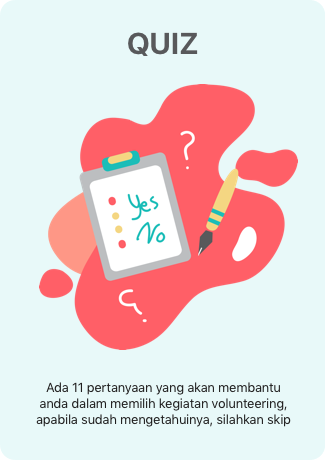 QUIZ
?
Yes
No
?
Ada 11 pertanyaan yang akan membantu
anda dalam memilih kegiatan volunteering,
apabila sudah mengetahuinya, silahkan skip